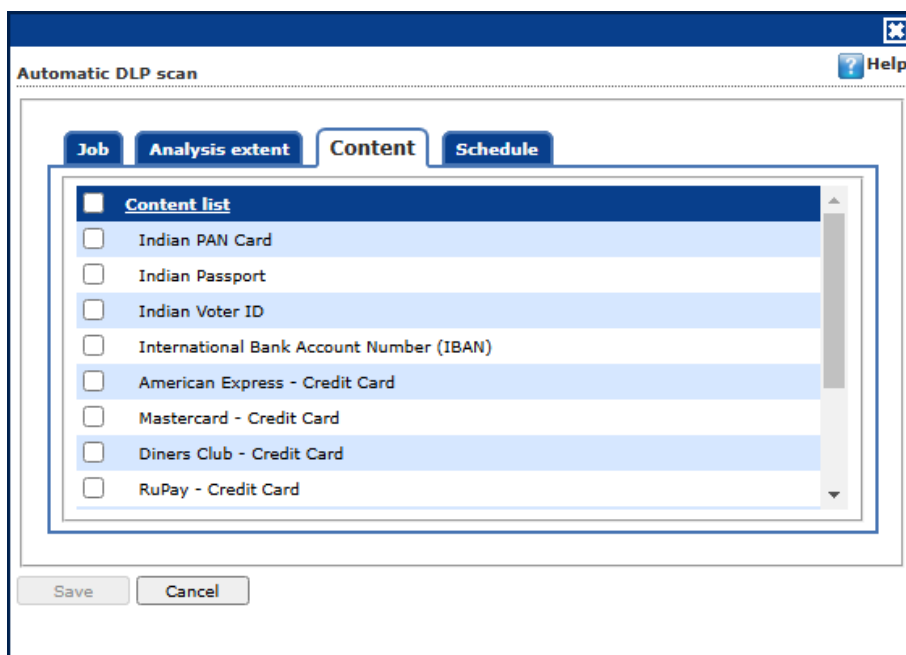 Automatic DLP scan
Help
Job Analysis extent Content Schedule
Content list
Indian PAN Card
Indian Passport
Indian Voter ID
International Bank Account Number (IBAN)
American Express - Credit Card
Mastercard - Credit Card
Diners Club - Credit Card
RuPay - Credit Card
Save Cancel